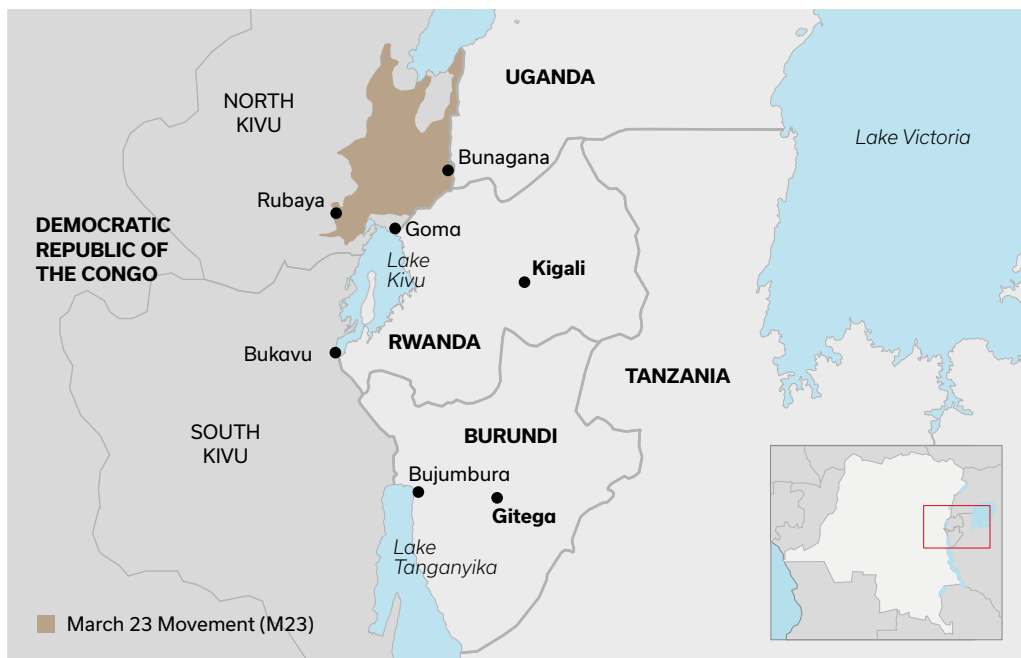 UGANDA
NORTH
KIVU
Lake Victoria
Bunagana
Rubaya
DEMOCRATIC
REPUBLIC OF
THE CONGO
Goma
Lake
Kivu
Kigali
RWANDA
Bukavu
TANZANIA
SOUTH
KIVU
BURUNDI
Bujumbura
Gitega
Lake
Tanganyika
March 23 Movement (M23)